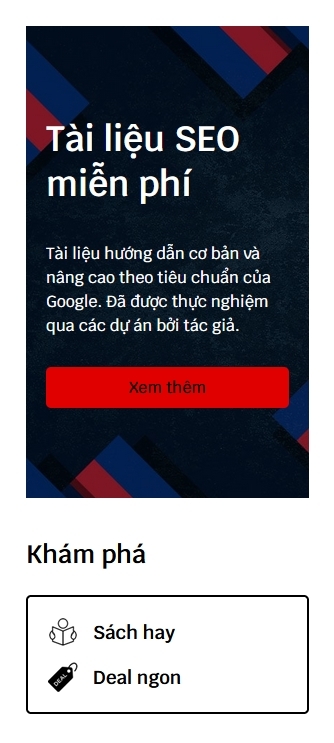 Tài liệu SEO
miễn phí
Tài liệu hướng dẫn cơ bản và
nâng cao theo tiêu chuẩn của
Google. Đã được thực nghiệm
qua các dự án bởi tác giả.
Xem thêm
Khám phá
Sách hay
DEAL
Deal ngon